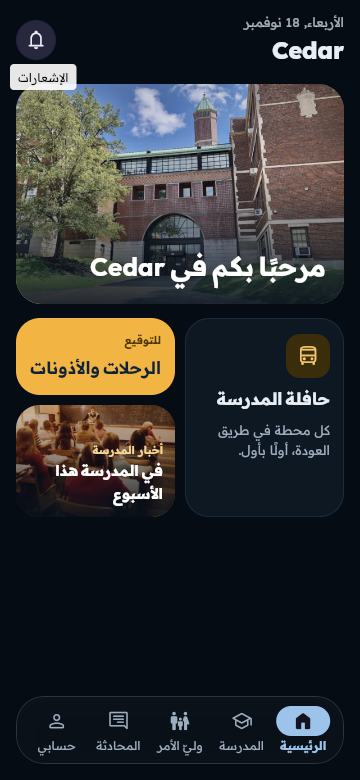 الأربعاء, 18 نوفمبر
Cedar
الإشعارات
مرحبًا بكم في Cedar
حافلة المدرسة
كل محطة في طريق
العودة، أولًا بأول.
للتوقيع
الرحلات والأذونات
أخبار المدرسة
في المدرسة هذا
الأسبوع
الرئيسية
المدرسة
وليّ الأمر
المحادثة
حسابي